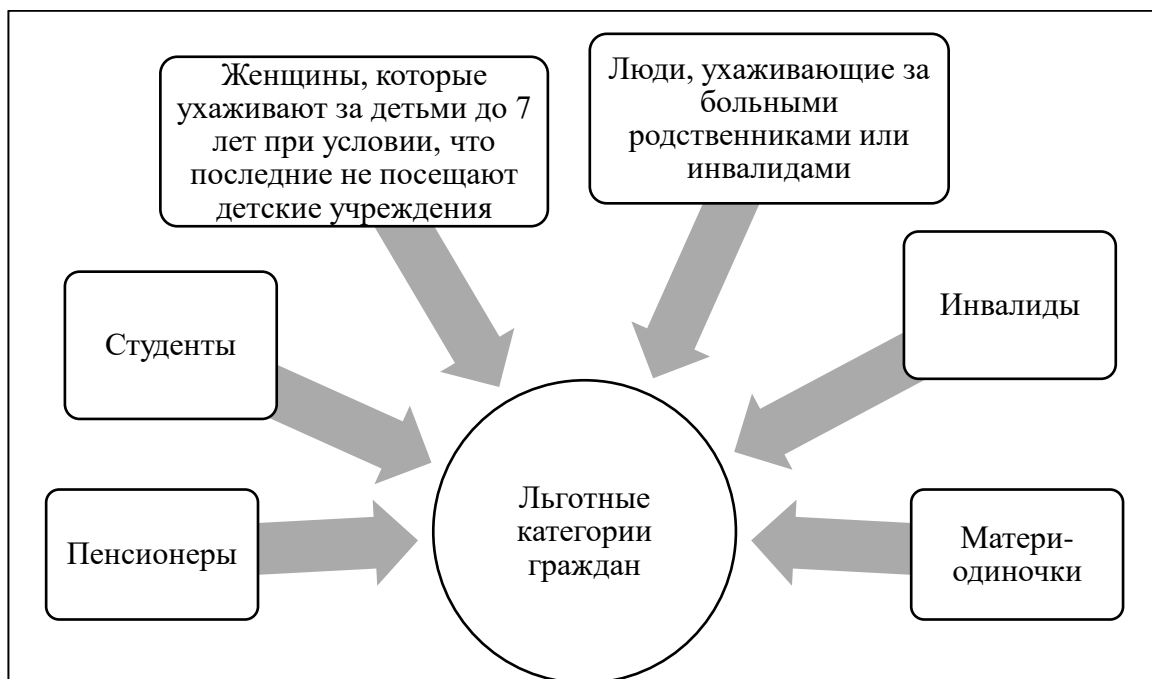 Женщины, которые
ухаживают за детьми до 7
лет при условии, что
последние не посещают
детские учреждения
Люди, ухаживающие за
больными
родственниками или
инвалидами
Студенты
Инвалиды
Пенсионеры
Льготные
категории
граждан
Матери-
одиночки